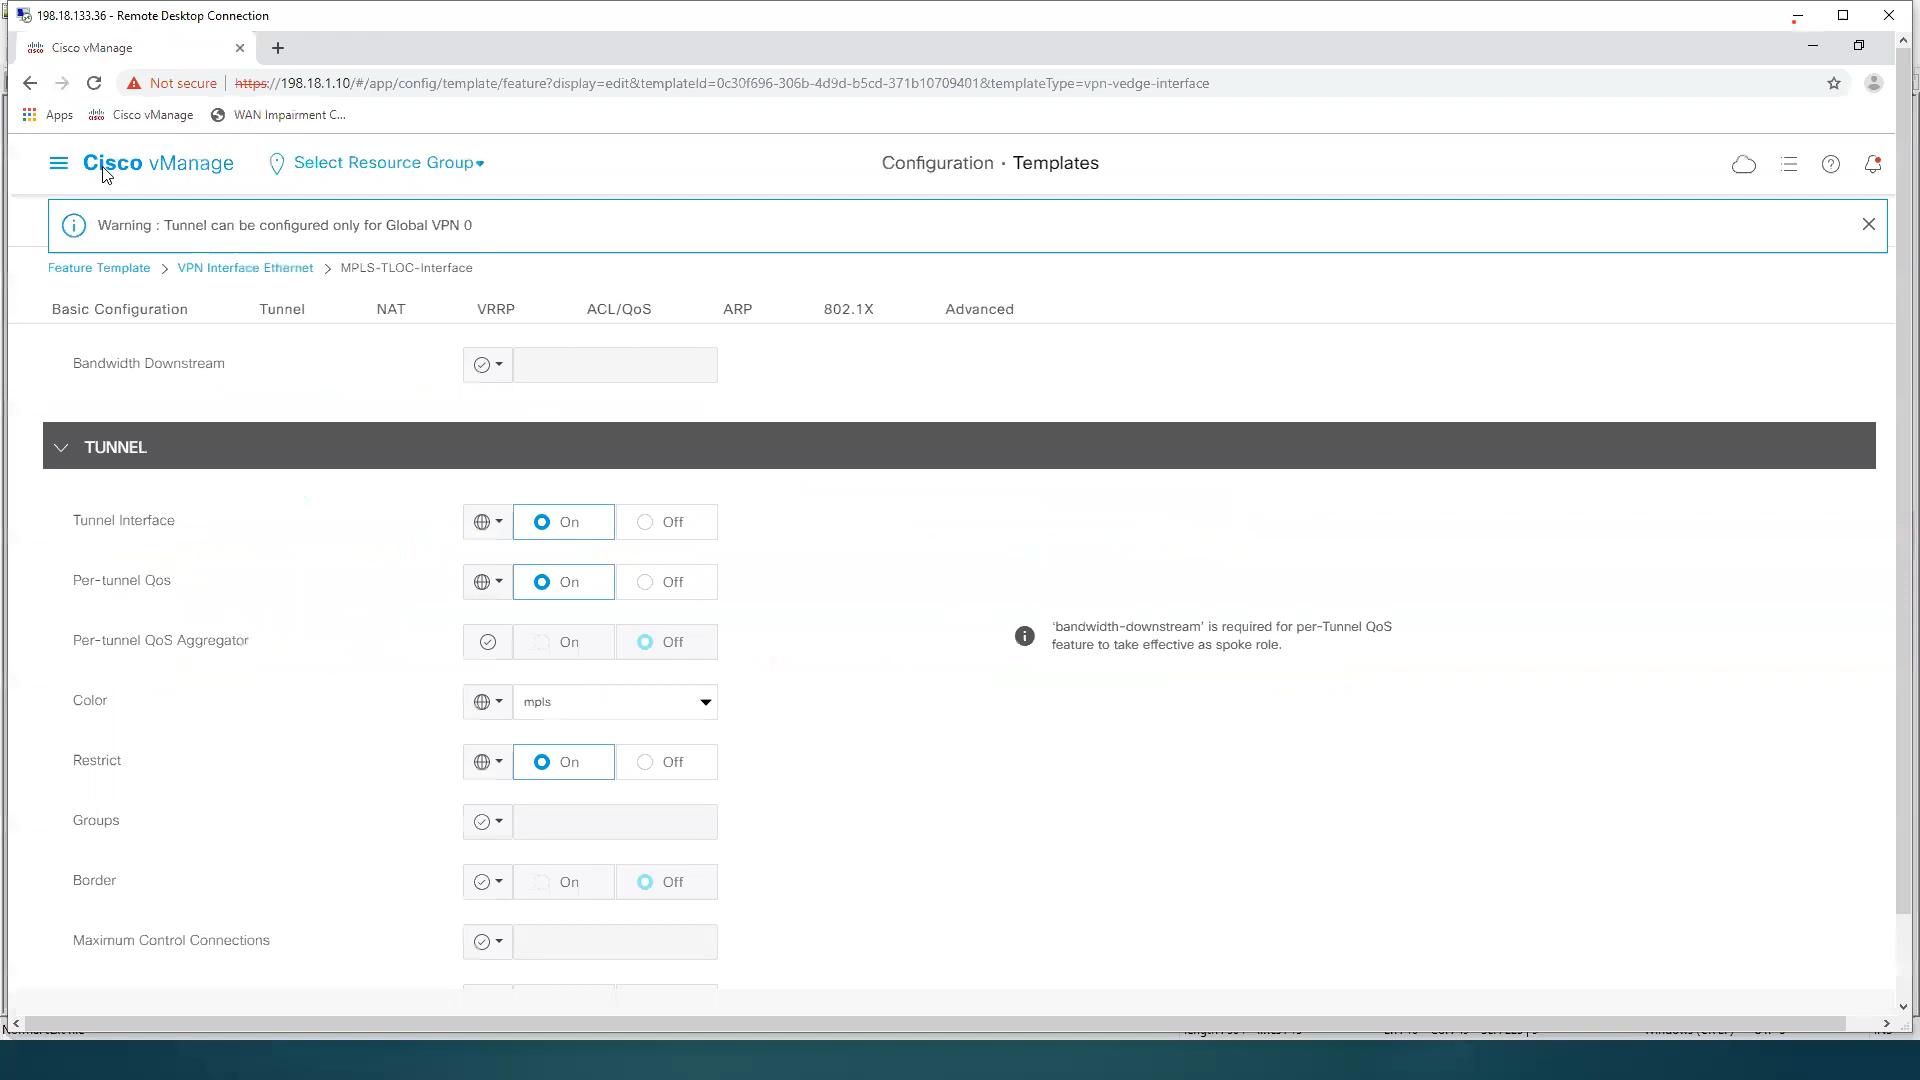 198.18.133.36 - Remote Desktop Connection
Cisco vManage
Not secure
https://198.18.1.10/#/app/config/template/feature?display=edit&templateId=0c30f696-306b-4d9d-b5cd-371b10709401&templateType=vpn-vedge-interface
Apps
Cisco vManage
WAN Impairment C...
Cisco vManage
Select Resource Group
Configuration · Templates
Warning : Tunnel can be configured only for Global VPN 0
Feature Template > VPN Interface Ethernet > MPLS-TLOC-Interface
Basic Configuration
Tunnel
NAT
VRRP
ACL/QoS
ARP
802.1X
Advanced
Bandwidth Downstream
TUNNEL
Tunnel Interface
On
Off
Per-tunnel Qos
On
Off
Per-tunnel QoS Aggregator
On
Off
'bandwidth-downstream' is required for per-Tunnel QoS
feature to take effective as spoke role.
Color
mpls
Restrict
On
Off
Groups
Border
On
Off
Maximum Control Connections